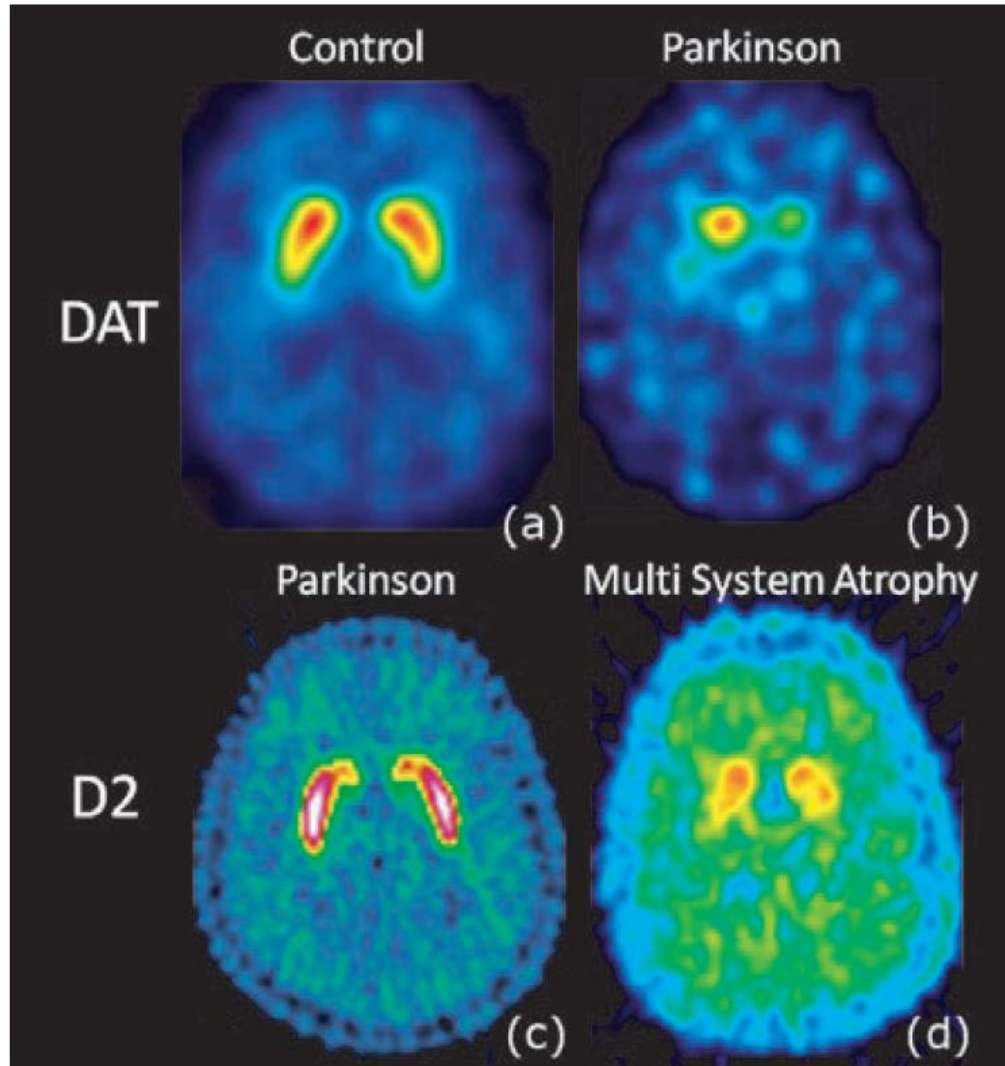 Control
Parkinson
DAT
(a)
(b)
Parkinson
Multi System Atrophy
D2
(c)
(d)